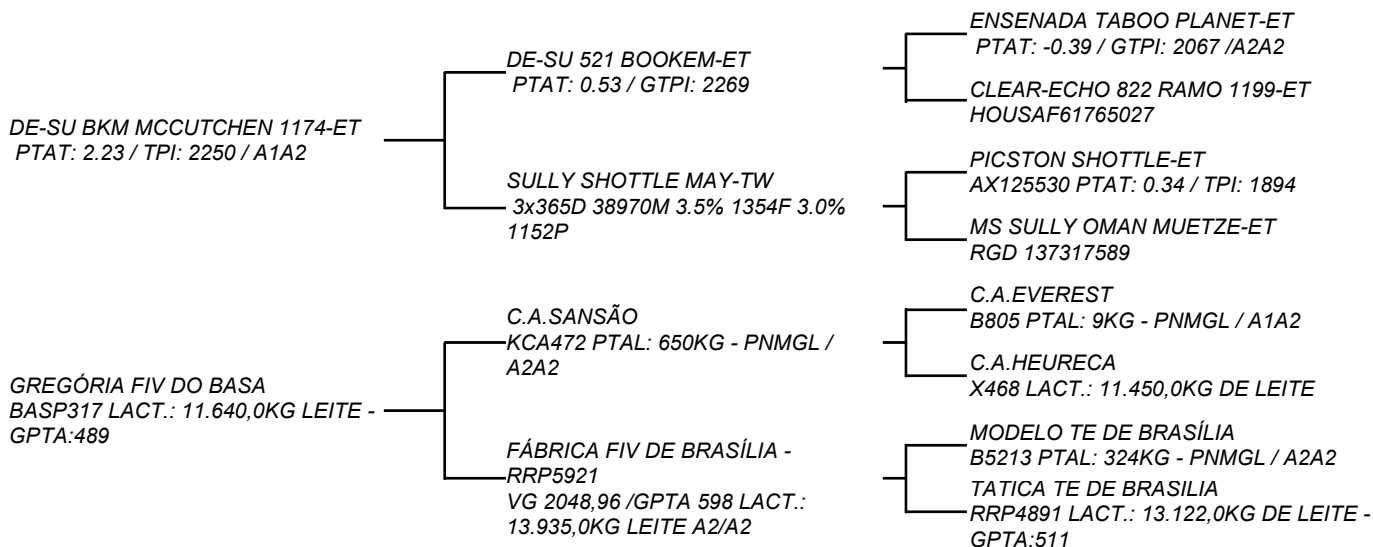 DE-SU BKM MCCUTCHEN 1174-ET
PTAT: 2.23 / TPI: 2250 / A1A2
DE-SU 521 BOOKEM-ET
PTAT: 0.53 / GTPI: 2269
ENSENADA TABOO PLANET-ET
PTAT: -0.39 / GTPI: 2067 /A2A2
CLEAR-ECHO 822 RAMO 1199-ET
HOUSAF61765027
SULLY SHOTTLE MAY-TW
3x365D 38970M 3.5% 1354F 3.0%
1152P
PICSTON SHOTTLE-ET
AX125530 PTAT: 0.34 / TPI: 1894
MS SULLY OMAN MUETZE-ET
RGD 137317589
GREGÓRIA FIV DO BASA
BASP317 LACT.: 11.640,0KG LEITE -
GPTA:489
C.A.SANSÃO
KCA472 PTAL: 650KG - PNMGL /
A2A2
C.A.EVEREST
B805 PTAL: 9KG - PNMGL / A1A2
C.A.HEURECA
X468 LACT.: 11.450,0KG DE LEITE
FÁBRICA FIV DE BRASÍLIA -
RRP5921
VG 2048,96 /GPTA 598 LACT.:
13.935,0KG LEITE A2/A2
MODELO TE DE BRASÍLIA
B5213 PTAL: 324KG - PNMGL / A2A2
TATICA TE DE BRASILIA
RRP4891 LACT.: 13.122,0KG DE LEITE -
GPTA:511